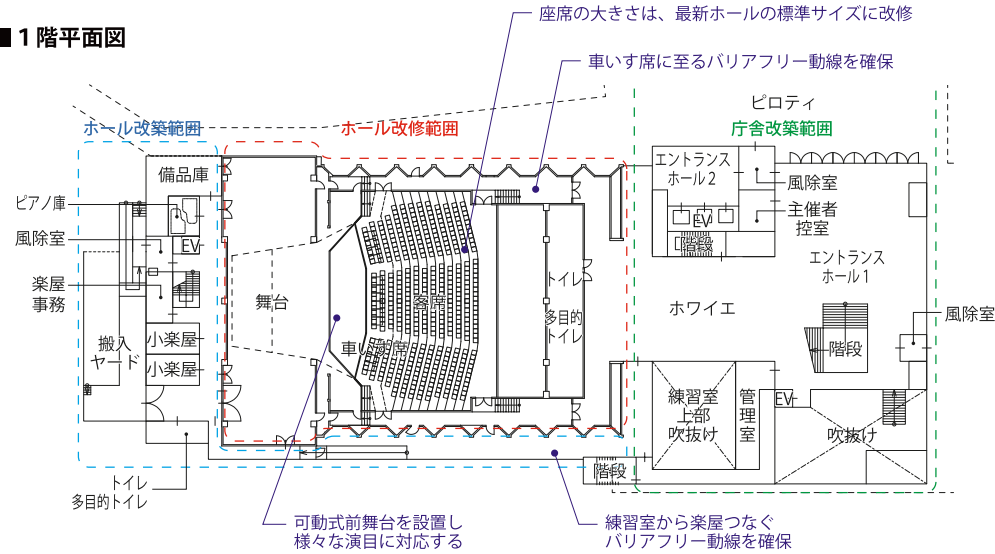 ■ 1階平面図
座席の大きさは、最新ホールの標準サイズに改修
車いす席に至るバリアフリー動線を確保
ピロティ
ホール改築範囲
ホール改修範囲
庁舎改築範囲
備品庫
エントランス
ホール2
風除室
ピアノ庫
主催者
控室
EV
風除室
EV
階段
エントランス
ホール1
楽屋
事務
舞台
客席
トイレ
ホワイエ
風除室
多目的
トイレ
搬入
ヤード
小楽屋
車いす席
階段
小楽屋
練習室
上部
吹抜け
管
理
室
EV
吹抜け
階段
トイレ
多目的トイレ
可動式前舞台を設置し
様々な演目に対応する
練習室から楽屋つなぐ
バリアフリー動線を確保